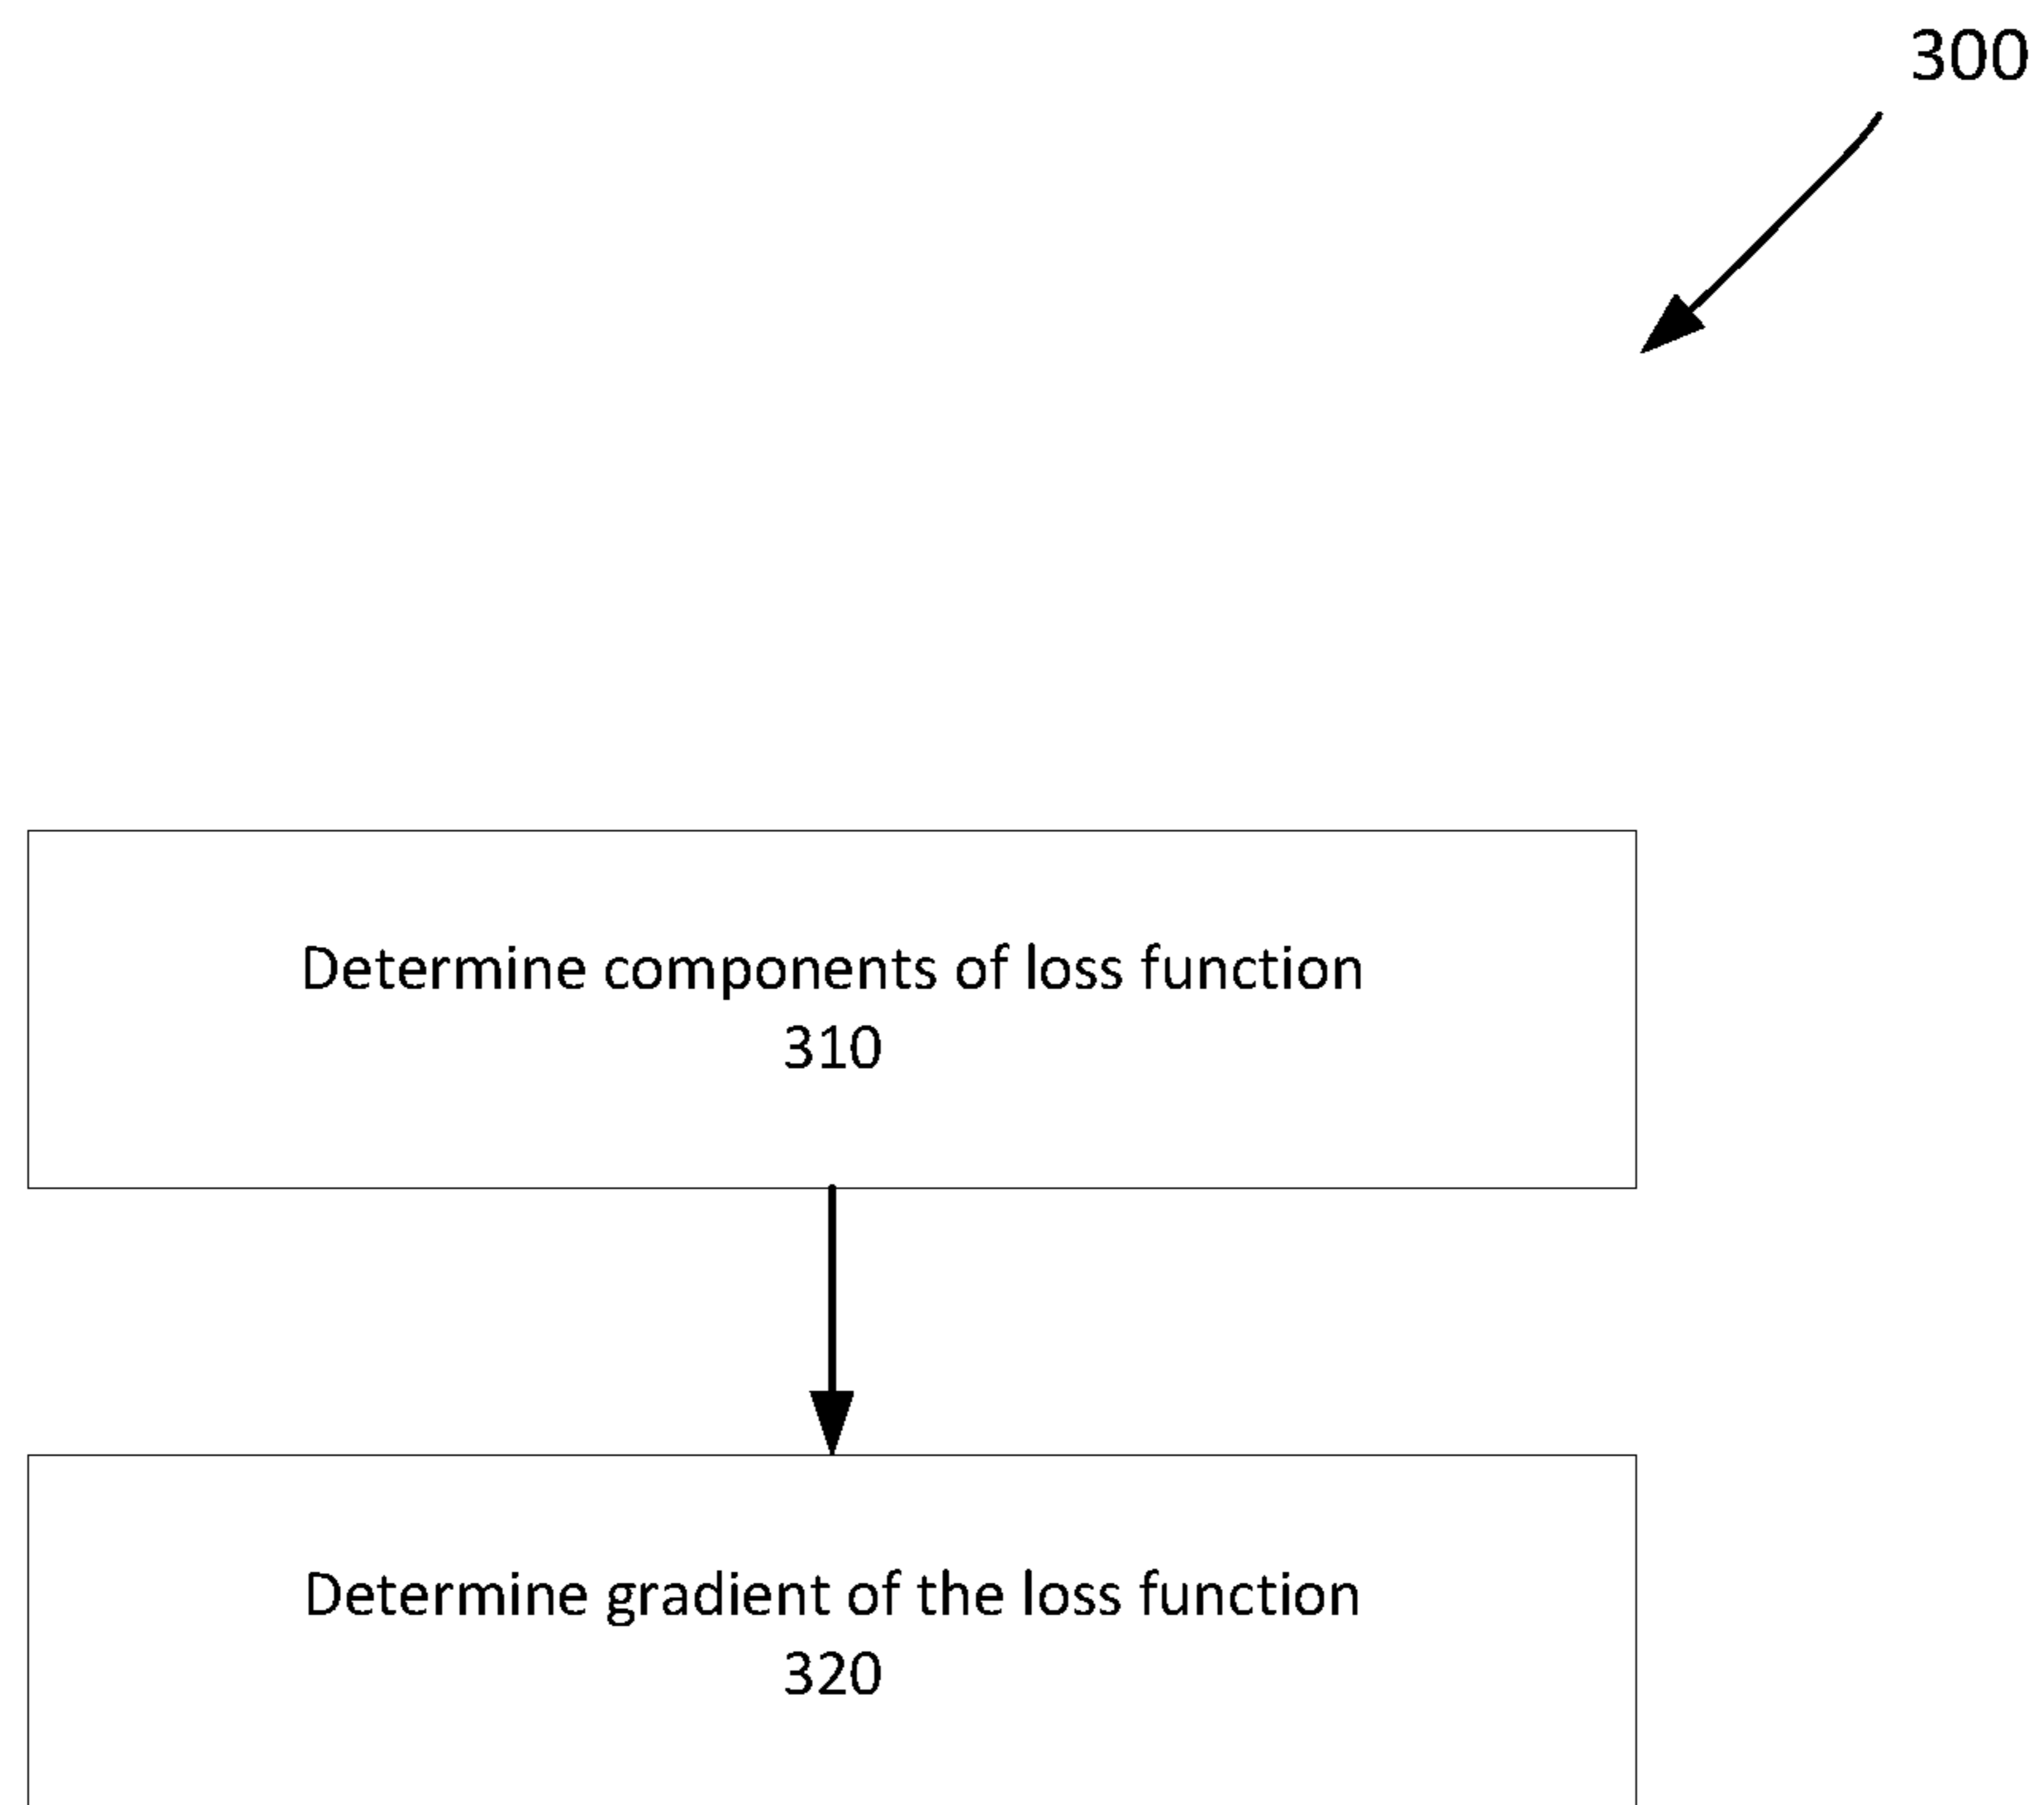 300
Determine components of loss function
310
Determine gradient of the loss function
320